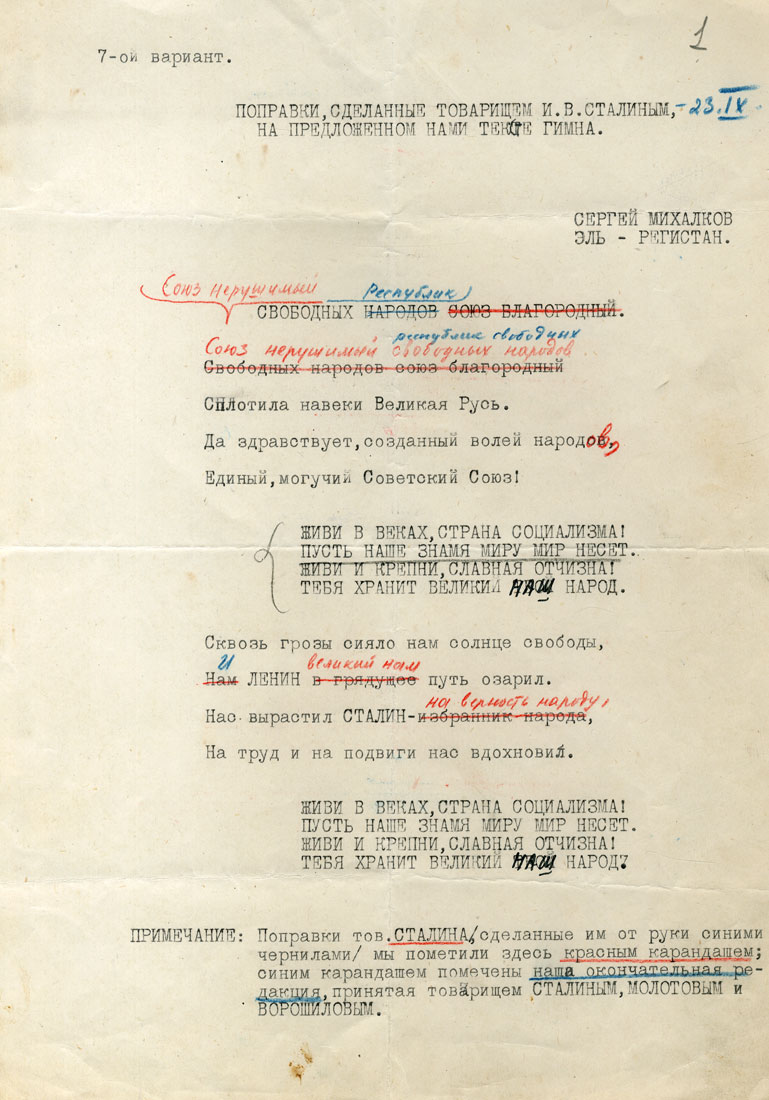 1
7-ой вариант.
ПОПРАВКИ,СДЕЛАННЫЕ ТОВАРИЩЕМ И.В.СТАЛИНЫМ,-23.IX
НА ПРЕДЛОЖЕННОМ НАМИ ТЕКСТЕ ГИМНА.
СЕРГЕЙ МИХАЛКОВ
ЭЛЬ - РЕГИСТАН.
Союз нерушимый Республик
СВОБОДНЫХ НАРОДОВ СОЮЗ БЛАГОРОДНЫЙ.
республик свободных
Союз нерушимый свободных народов
Свободных народов союз благородный
Сплотила навеки Великая Русь.
Да здравствует,созданный волей народов,
Единый,могучий Советский Союз!
ЖИВИ В ВЕКАХ,СТРАНА СОЦИАЛИЗМА!
ПУСТЬ НАШЕ ЗНАМЯ МИРУ МИР НЕСЕТ.
ЖИВИ И КРЕПНИ,СЛАВНАЯ ОТЧИЗНА!
ТЕБЯ ХРАНИТ ВЕЛИКИЙ НАШ НАРОД.
Сквозь грозы сияло нам солнце свободы,
И великий нам
Нам ЛЕНИН в грядущее путь озарил.
на верность народу,
Нас вырастил СТАЛИН-избранник народа,
На труд и на подвиги нас вдохновил.
ЖИВИ В ВЕКАХ,СТРАНА СОЦИАЛИЗМА!
ПУСТЬ НАШЕ ЗНАМЯ МИРУ МИР НЕСЕТ.
ЖИВИ И КРЕПНИ,СЛАВНАЯ ОТЧИЗНА!
ТЕБЯ ХРАНИТ ВЕЛИКИЙ НАШ НАРОД.
ПРИМЕЧАНИЕ: Поправки тов.СТАЛИНА/сделанные им от руки синими
чернилами/ мы пометили здесь красным карандашем;
синим карандашем помечены наша окончательная ре-
дакция,принятая товарищем СТАЛИНЫМ,МОЛОТОВЫМ и
ВОРОШИЛОВЫМ.